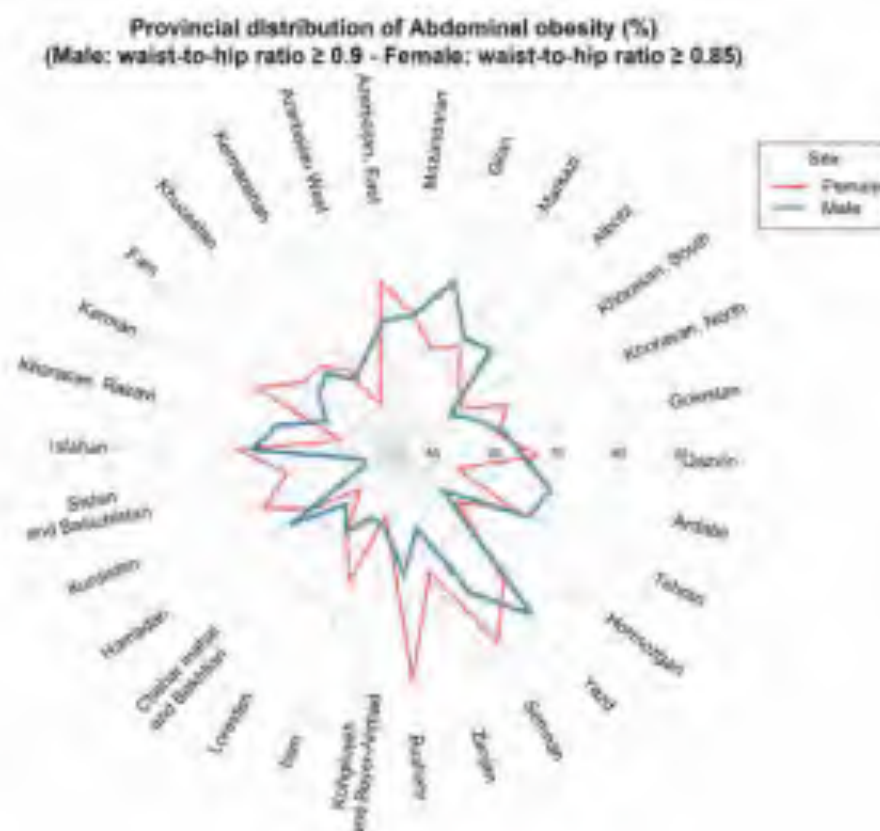 Provincial distribution of Abdominal obesity (%)
(Male: waist-to-hip ratio ≥ 0.9 - Female: waist-to-hip ratio ≥ 0.85)
Azerbaijan, East
Mazandaran
Gilan
Markazi
Alborz
Khorasan, South
Khorasan, North
Golestan
Qazvin
Ardabil
Tehran
Hormozgan
Yazd
Semnan
Zanjan
Bushehr
Kohgiluyeh
and Boyer-Ahmad
Ilam
Lorestan
and Bakhtiari
Hamadan
Kurdistan
Sistan
and Baluchistan
Isfahan
Khorasan, Razavi
Kerman
Fars
Khuzestan
Kermanshah
Azerbaijan, West
Sex
Female
Male